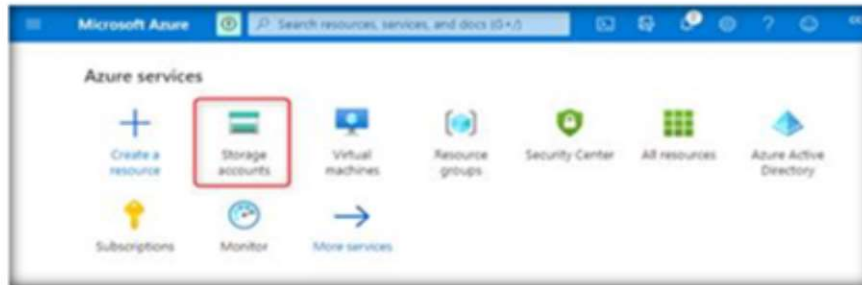 Microsoft Azure
Search resources, services, and docs (G+/)
Azure services
Create a resource
Storage accounts
Virtual machines
Resource groups
Security Center
All resources
Azure Active Directory
Subscriptions
Monitor
More services